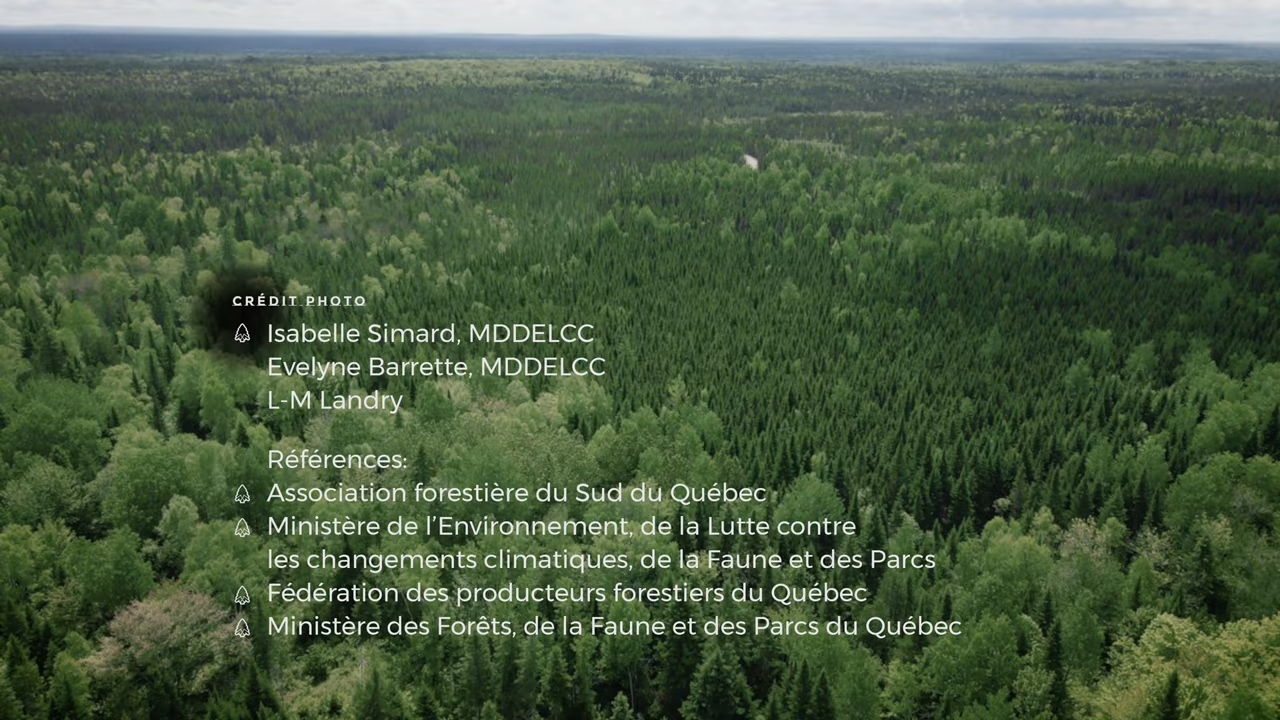 CRÉDIT PHOTO
Isabelle Simard, MDDELCC
Evelyne Barrette, MDDELCC
L-M Landry
Références:
Association forestière du Sud du Québec
Ministère de l’Environnement, de la Lutte contre
les changements climatiques, de la Faune et des Parcs
Fédération des producteurs forestiers du Québec
Ministère des Forêts, de la Faune et des Parcs du Québec